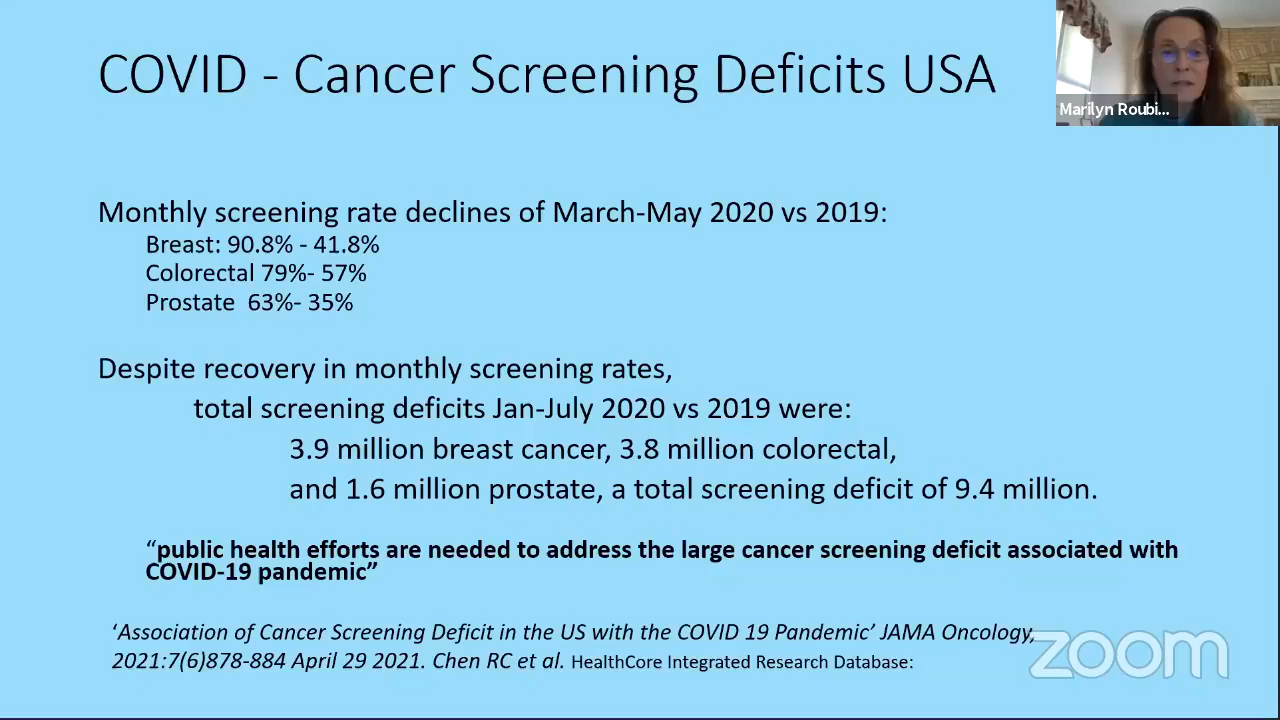 COVID - Cancer Screening Deficits USA
Marilyn Roubi...
Monthly screening rate declines of March-May 2020 vs 2019:
Breast: 90.8% - 41.8%
Colorectal 79%- 57%
Prostate  63%- 35%
Despite recovery in monthly screening rates,
total screening deficits Jan-July 2020 vs 2019 were:
3.9 million breast cancer, 3.8 million colorectal,
and 1.6 million prostate, a total screening deficit of 9.4 million.
“public health efforts are needed to address the large cancer screening deficit associated with
COVID-19 pandemic”
‘Association of Cancer Screening Deficit in the US with the COVID 19 Pandemic’ JAMA Oncology,
2021:7(6)878-884 April 29 2021. Chen RC et al. HealthCore Integrated Research Database:
zoom